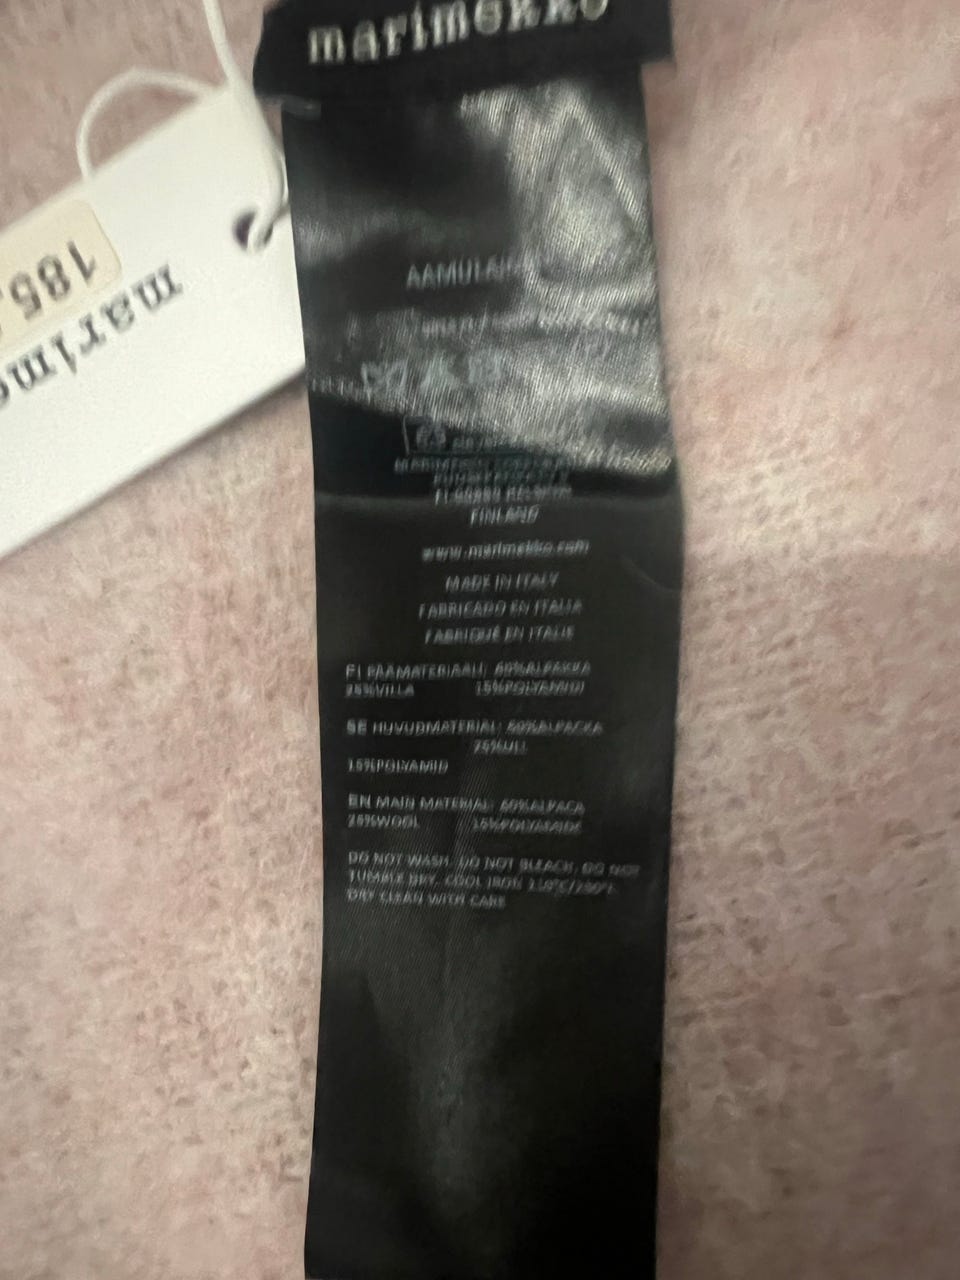 marimekko
185,
marime
FINLAND
www.marimekko.com
MADE IN ITALY
FABRICADO EN ITALIA
FABRIQUÉ EN ITALIE
FI PÄÄMATERIAALI: 60%ALPAKKA
25%VILLA 15%POLYAMIDI
SE HUVUDMATERIAL: 60%ALPACKA
25%ULL
15%POLYAMID
EN MAIN MATERIAL: 60%ALPACA
25%WOOL 15%POLYAMIDE
DO NOT WASH. DO NOT BLEACH. DO NOT
TUMBLE DRY. COOL IRON
DRY CLEAN WITH CARE